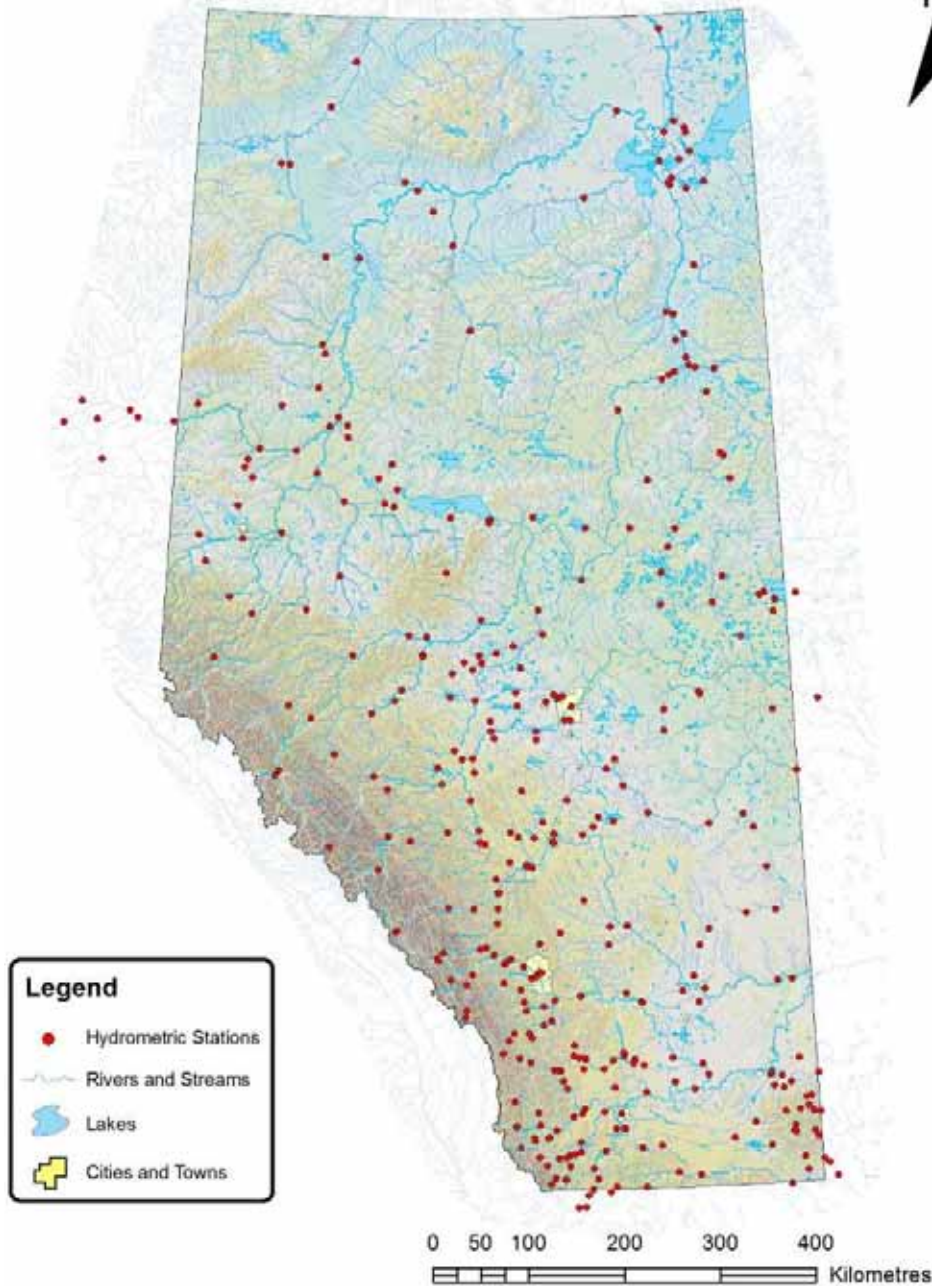 Legend
Hydrometric Stations
Rivers and Streams
Lakes
Cities and Towns
0 50 100 200 300 400
Kilometres